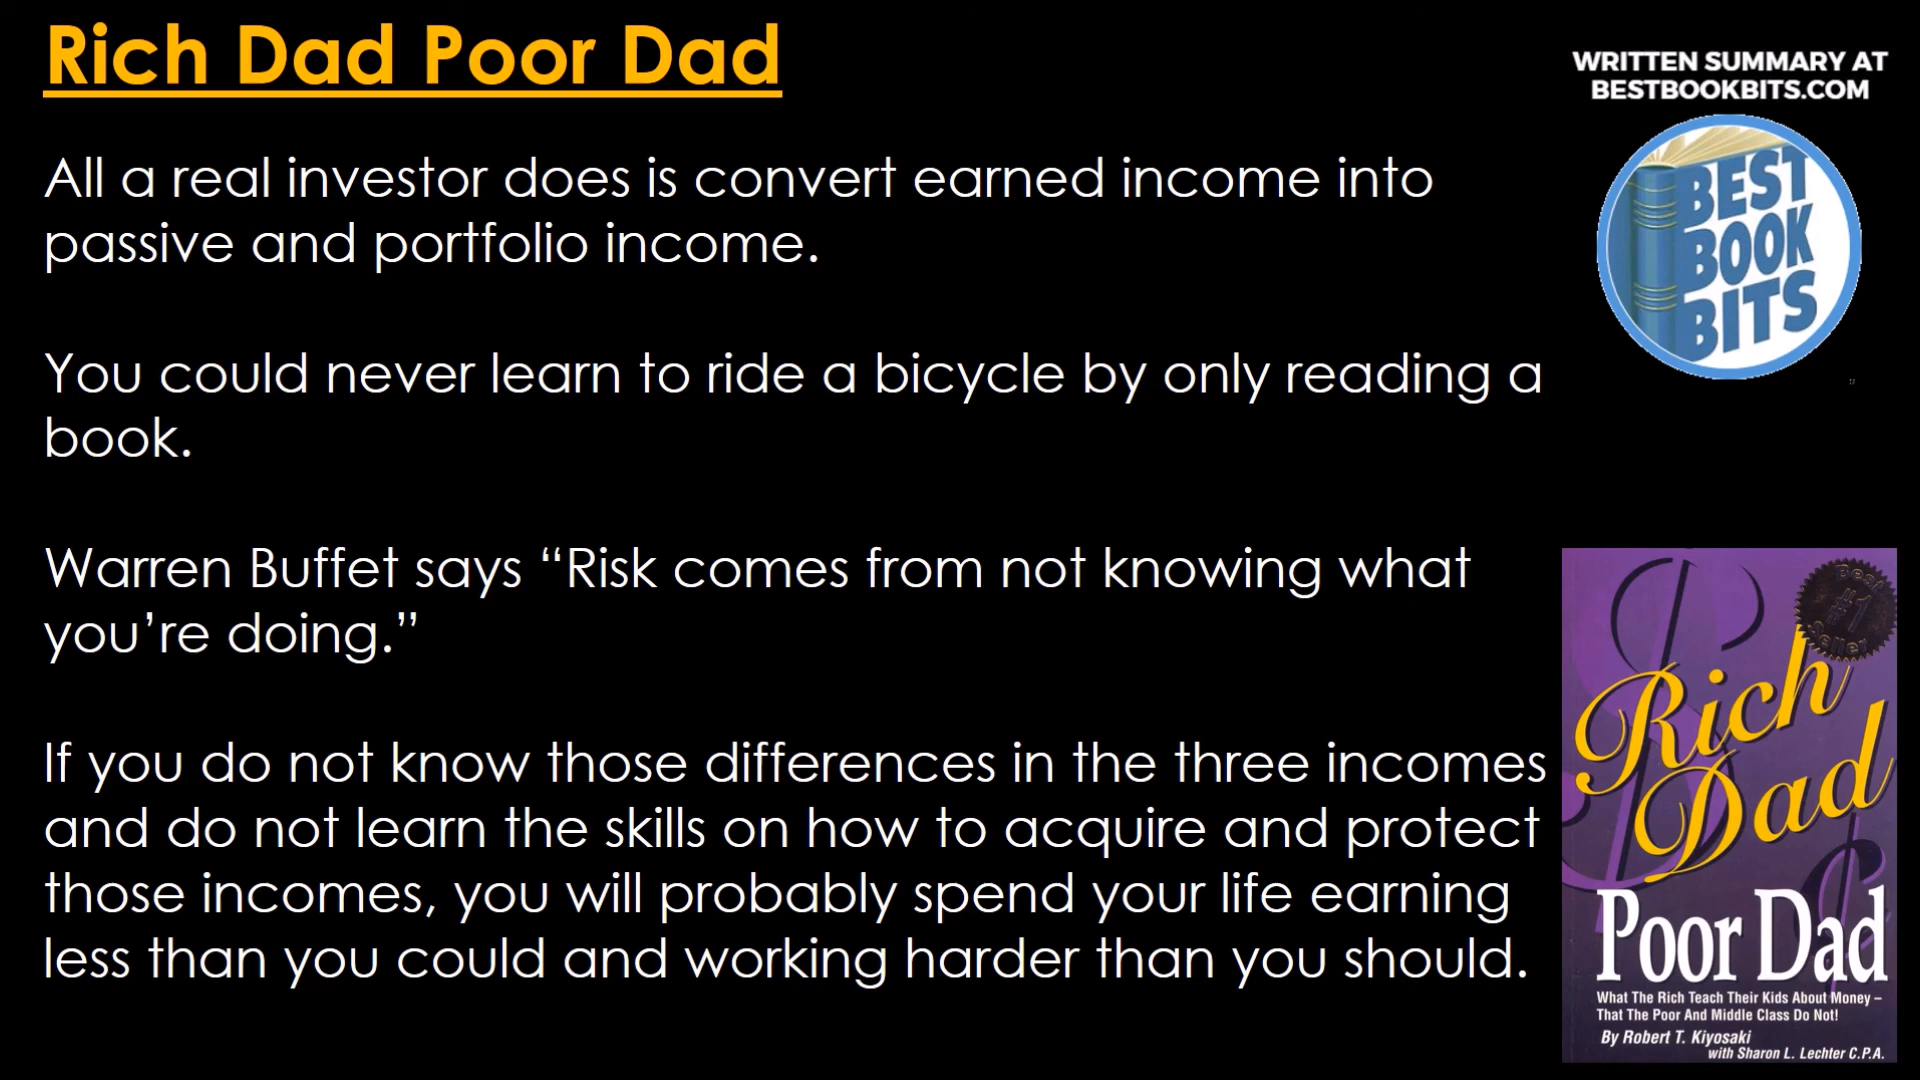 Rich Dad Poor Dad
All a real investor does is convert earned income into
passive and portfolio income.
You could never learn to ride a bicycle by only reading a
book.
Warren Buffet says “Risk comes from not knowing what
you’re doing.”
If you do not know those differences in the three incomes
and do not learn the skills on how to acquire and protect
those incomes, you will probably spend your life earning
less than you could and working harder than you should.
WRITTEN SUMMARY AT
BESTBOOKBITS.COM
BEST
BOOK
BITS
”
Best
#1
Seller
Rich
Dad
Poor Dad
What The Rich Teach Their Kids About Money –
That The Poor And Middle Class Do Not!
By Robert T. Kiyosaki
with Sharon L. Lechter C.P.A.